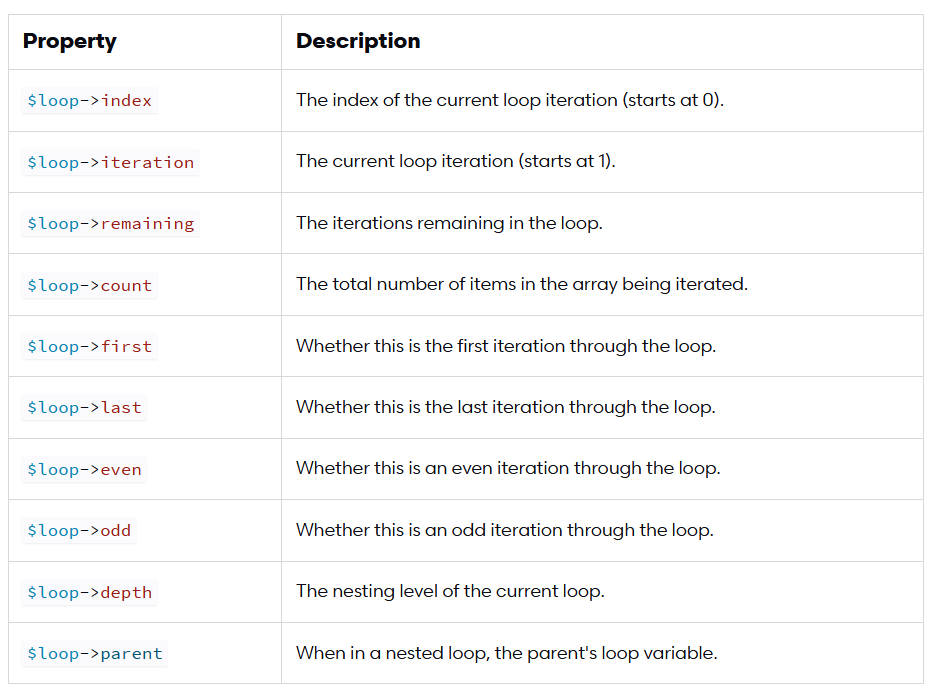 Property Description
$loop->index The index of the current loop iteration (starts at 0).
$loop->iteration The current loop iteration (starts at 1).
$loop->remaining The iterations remaining in the loop.
$loop->count The total number of items in the array being iterated.
$loop->first Whether this is the first iteration through the loop.
$loop->last Whether this is the last iteration through the loop.
$loop->even Whether this is an even iteration through the loop.
$loop->odd Whether this is an odd iteration through the loop.
$loop->depth The nesting level of the current loop.
$loop->parent When in a nested loop, the parent's loop variable.